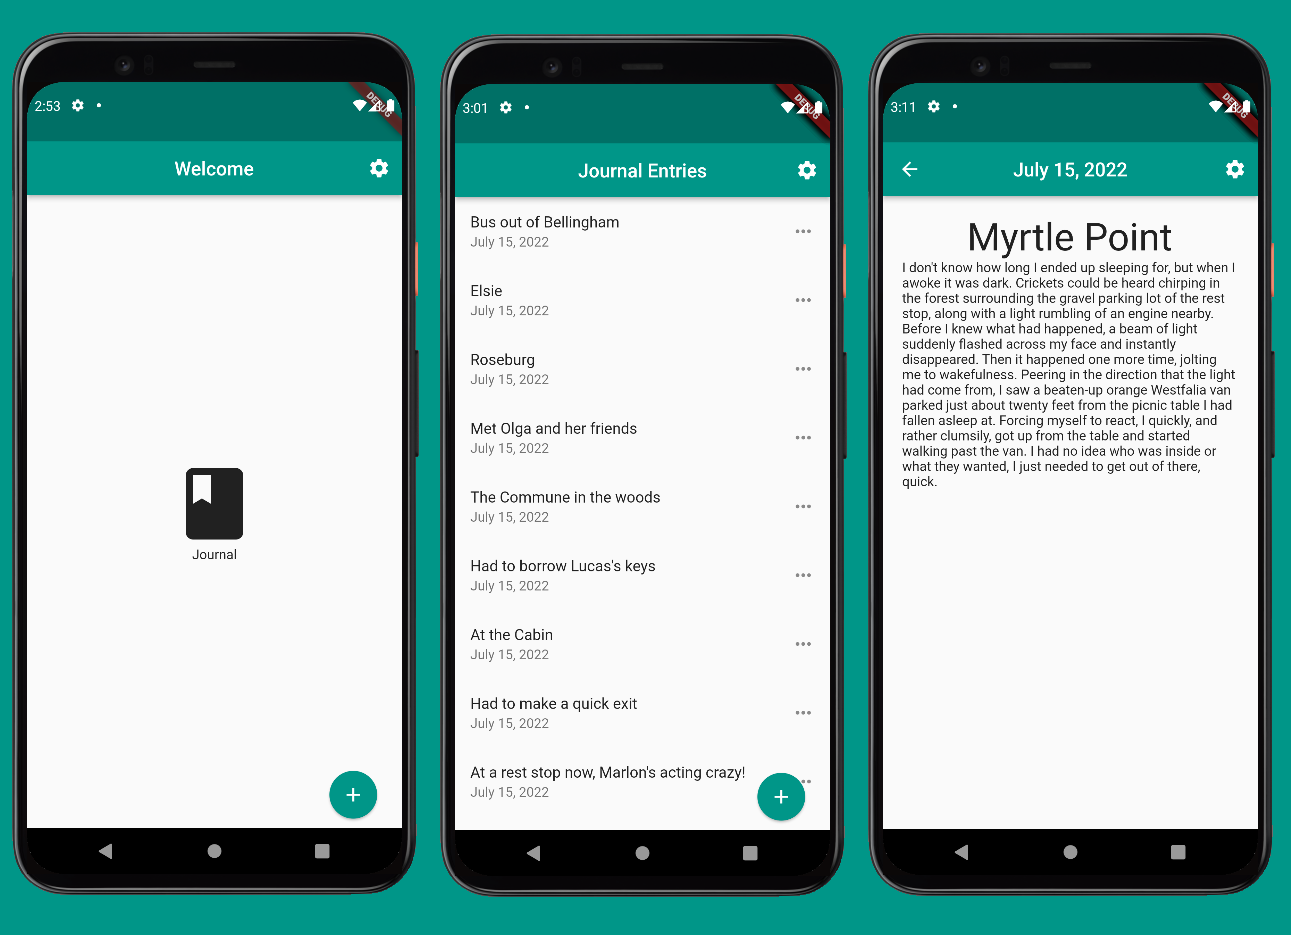 2:53
DEBUG
Welcome
Journal
3:01
DEBUG
Journal Entries
Bus out of Bellingham
July 15, 2022
Elsie
July 15, 2022
Roseburg
July 15, 2022
Met Olga and her friends
July 15, 2022
The Commune in the woods
July 15, 2022
Had to borrow Lucas's keys
July 15, 2022
At the Cabin
July 15, 2022
Had to make a quick exit
July 15, 2022
At a rest stop now, Marlon's acting crazy!
July 15, 2022
3:11
DEBUG
July 15, 2022
Myrtle Point
I don't know how long I ended up sleeping for, but when I
awoke it was dark. Crickets could be heard chirping in
the forest surrounding the gravel parking lot of the rest
stop, along with a light rumbling of an engine nearby.
Before I knew what had happened, a beam of light
suddenly flashed across my face and instantly
disappeared. Then it happened one more time, jolting
me to wakefulness. Peering in the direction that the light
had come from, I saw a beaten-up orange Westfalia van
parked just about twenty feet from the picnic table I had
fallen asleep at. Forcing myself to react, I quickly, and
rather clumsily, got up from the table and started
walking past the van. I had no idea who was inside or
what they wanted, I just needed to get out of there,
quick.